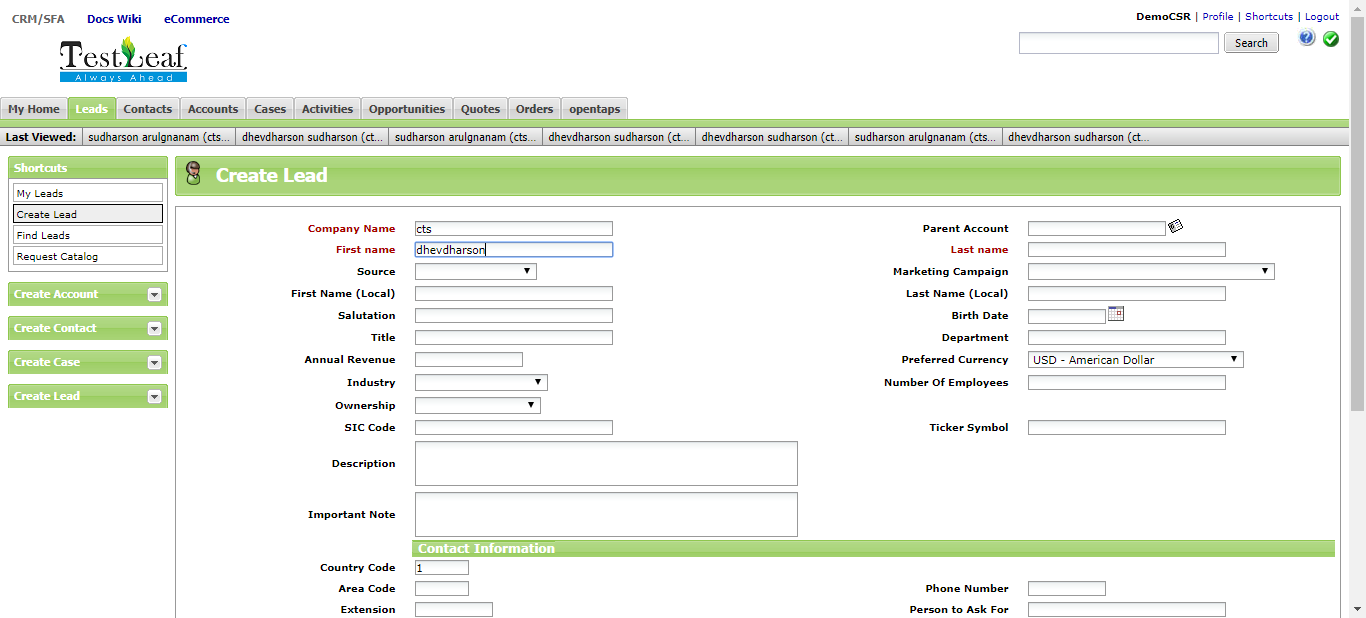 CRM/SFA Docs Wiki eCommerce
DemoCSR | Profile | Shortcuts | Logout
TestLeaf
Always Ahead
Search
My Home Leads Contacts Accounts Cases Activities Opportunities Quotes Orders opentaps
Last Viewed: sudharson arulgnanam (cts... dhevdharson sudharson (ct... sudharson arulgnanam (cts... dhevdharson sudharson (ct... dhevdharson sudharson (ct... sudharson arulgnanam (cts... dhevdharson sudharson (ct...
Shortcuts
My Leads
Create Lead
Find Leads
Request Catalog
Create Account
Create Contact
Create Case
Create Lead
Create Lead
Company Name cts Parent Account
First name dhevdharson Last name
Source Marketing Campaign
First Name (Local) Last Name (Local)
Salutation Birth Date
Title Department
Annual Revenue Preferred Currency USD - American Dollar
Industry Number Of Employees
Ownership
SIC Code Ticker Symbol
Description
Important Note
Contact Information
Country Code 1
Area Code Phone Number
Extension Person to Ask For